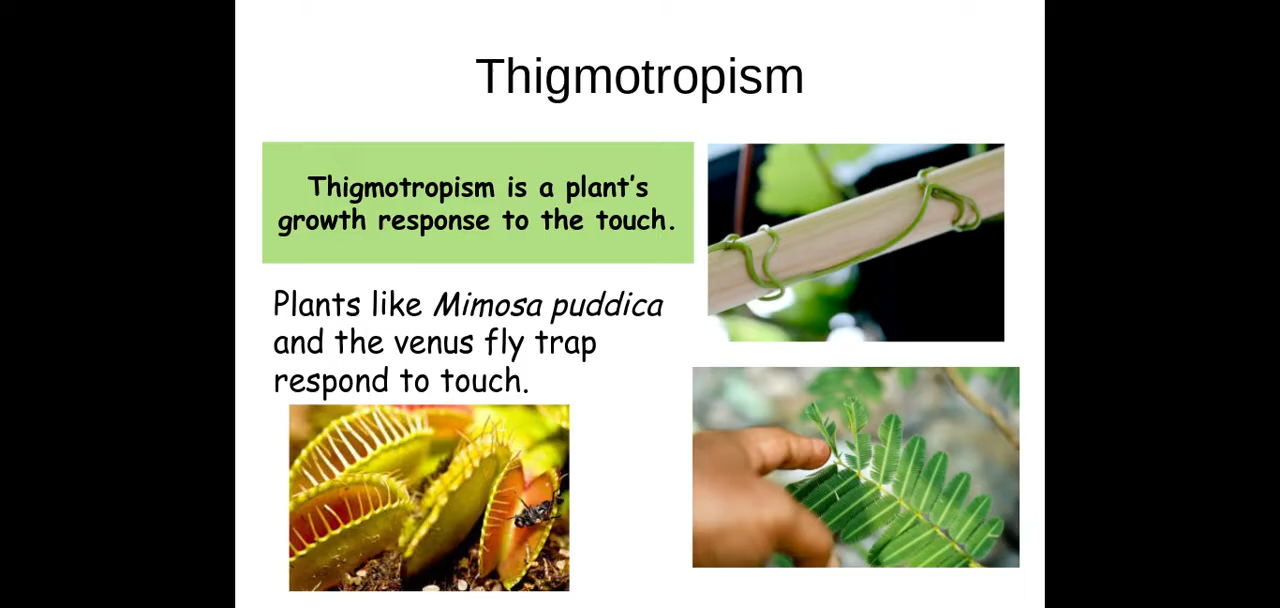 Thigmotropism
Thigmotropism is a plant's
growth response to the touch.
Plants like Mimosa puddica
and the venus fly trap
respond to touch.